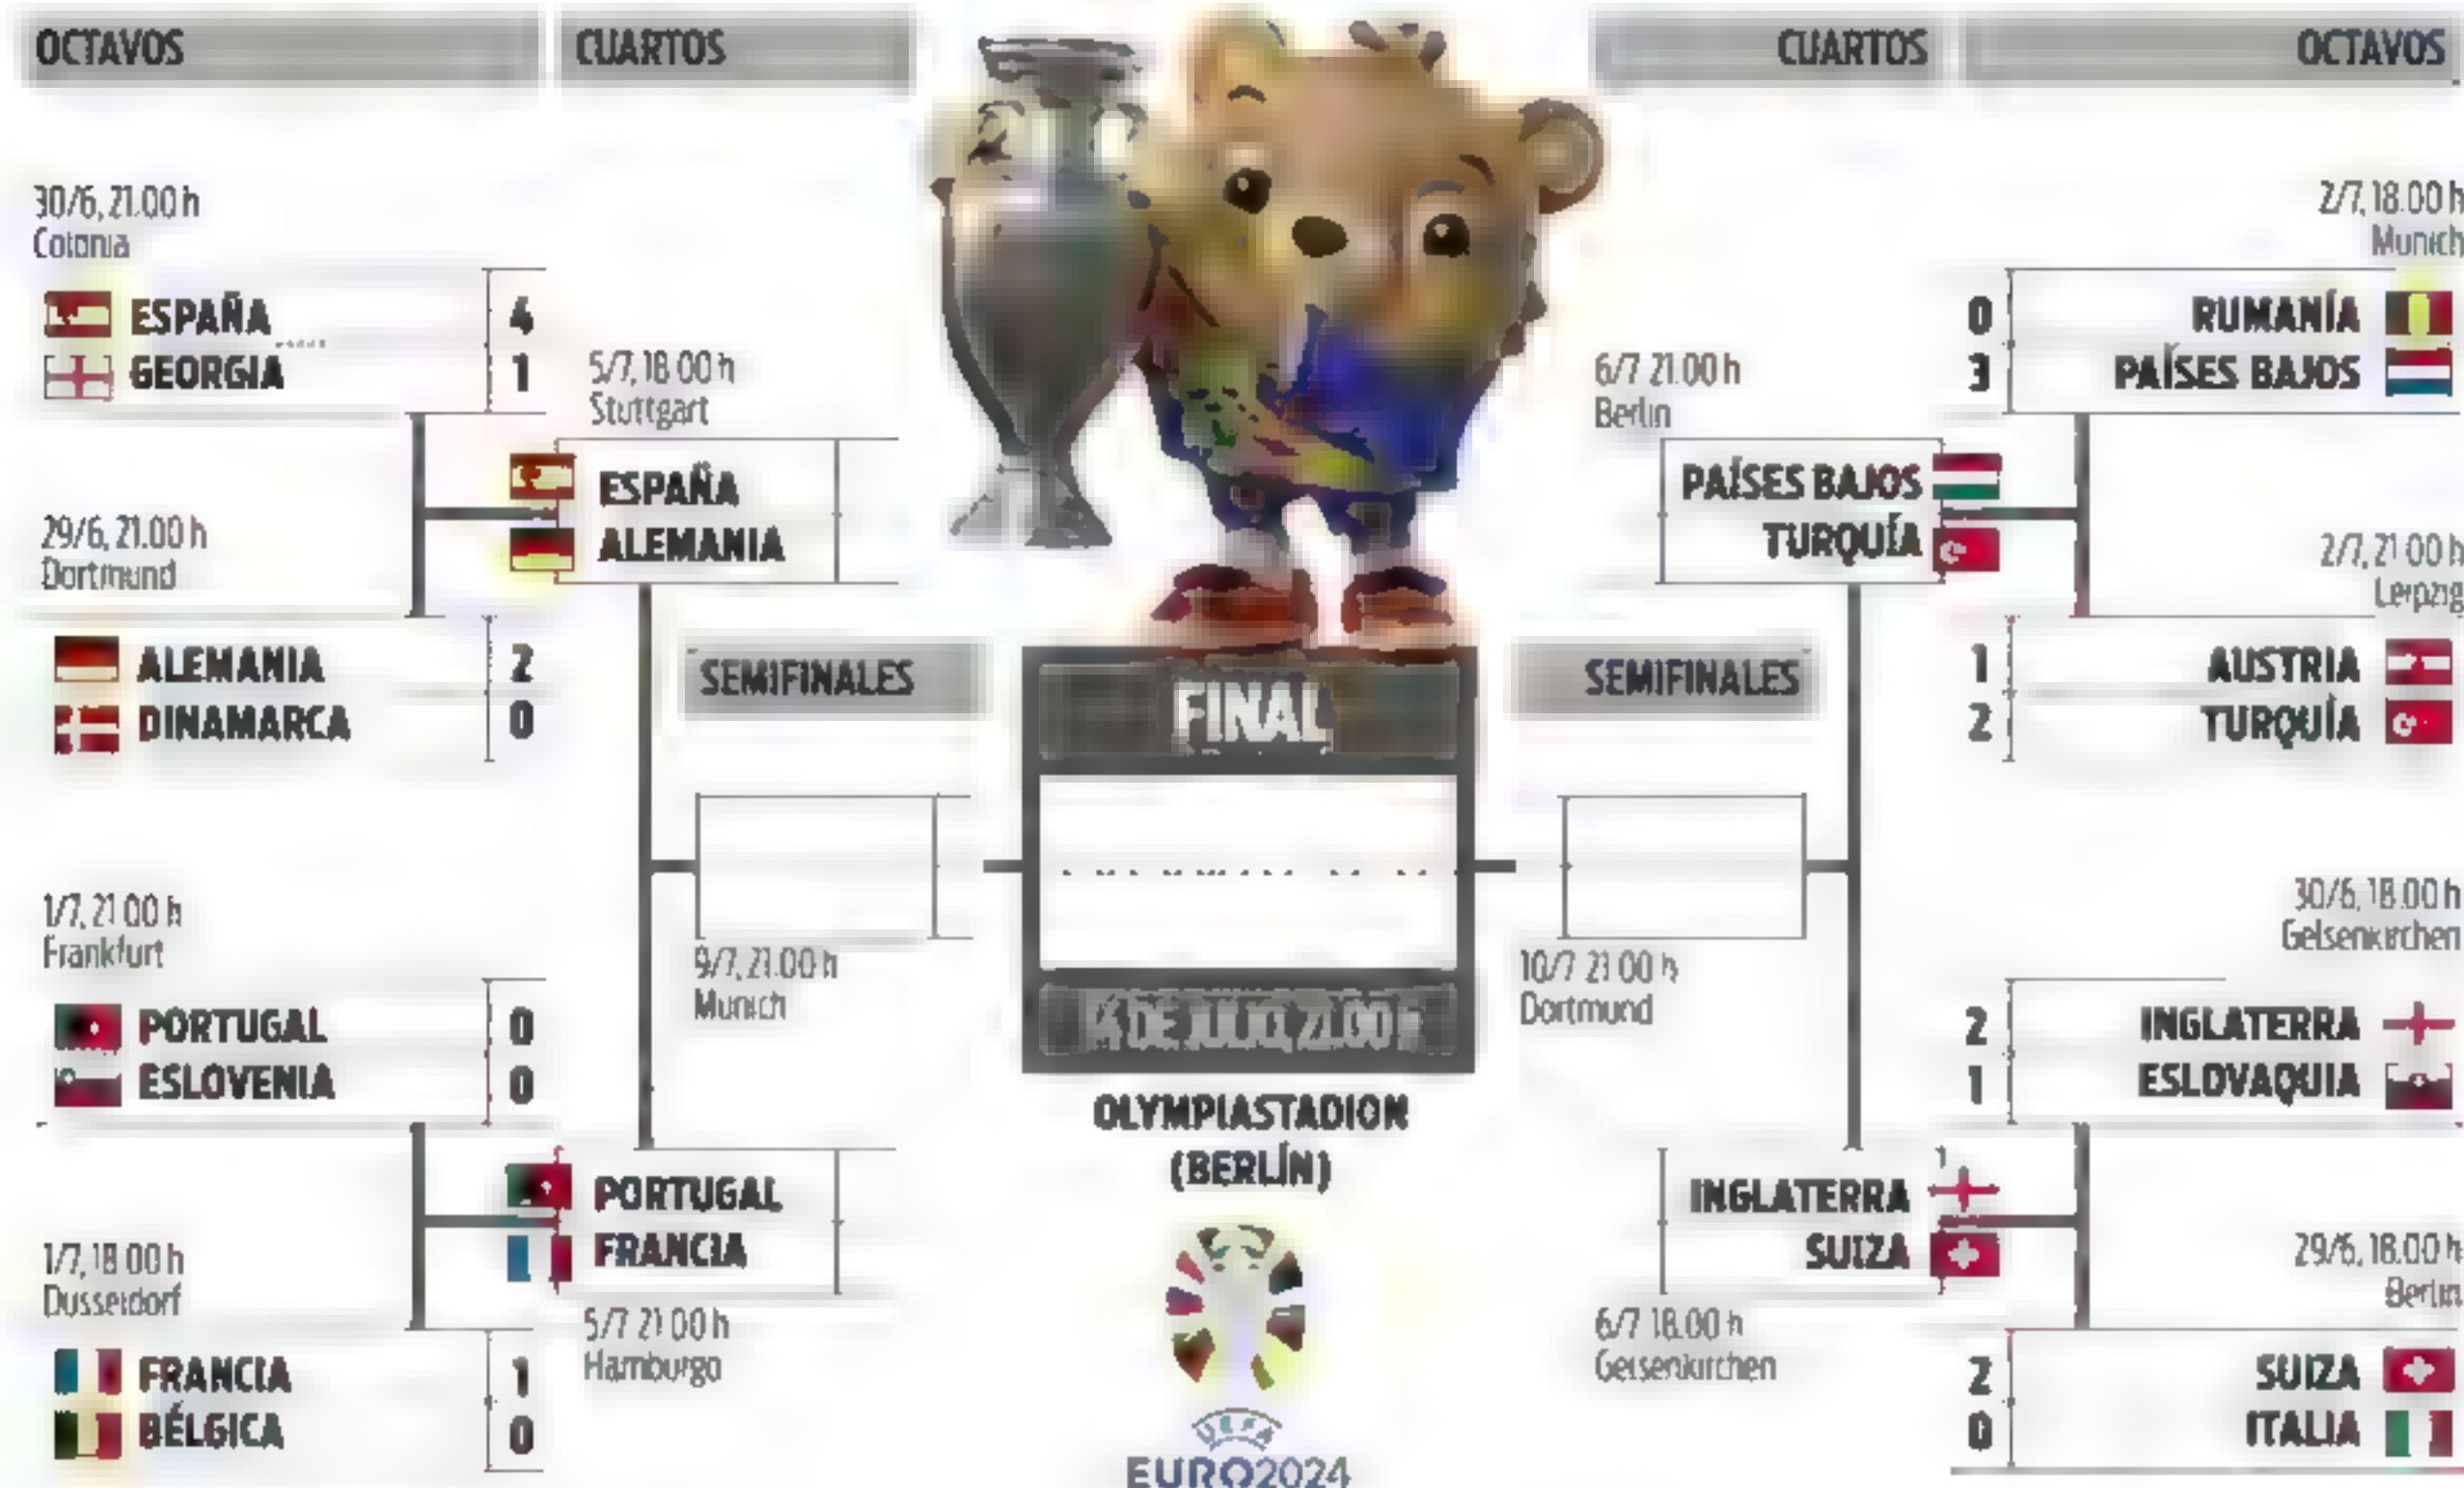 OCTAVOS
CUARTOS
CUARTOS
OCTAVOS
30/6, 21.00 h
Colonia
ESPAÑA 4
GEORGIA 1
5/7, 18.00 h
Stuttgart
ESPAÑA
ALEMANIA
29/6, 21.00 h
Dortmund
ALEMANIA 2
DINAMARCA 0
SEMIFINALES
9/7, 21.00 h
Munich
1/7, 21.00 h
Frankfurt
PORTUGAL 0
ESLOVENIA 0
PORTUGAL
FRANCIA
5/7 21.00 h
Hamburgo
1/7, 18.00 h
Dusseldorf
FRANCIA 1
BÉLGICA 0
FINAL
14 DE JULIO, 21.00 h
OLYMPIASTADION
(BERLÍN)
UEFA
EURO2024
2/7, 18.00 h
Munich
0 RUMANÍA
3 PAÍSES BAJOS
6/7 21.00 h
Berlin
PAÍSES BAJOS
TURQUÍA
2/7, 21.00 h
Leipzig
1 AUSTRIA
2 TURQUÍA
SEMIFINALES
10/7 21.00 h
Dortmund
30/6, 18.00 h
Gelsenkirchen
2 INGLATERRA
1 ESLOVAQUIA
INGLATERRA
SUIZA
6/7 18.00 h
Gelsenkirchen
29/6, 18.00 h
Berlin
2 SUIZA
0 ITALIA